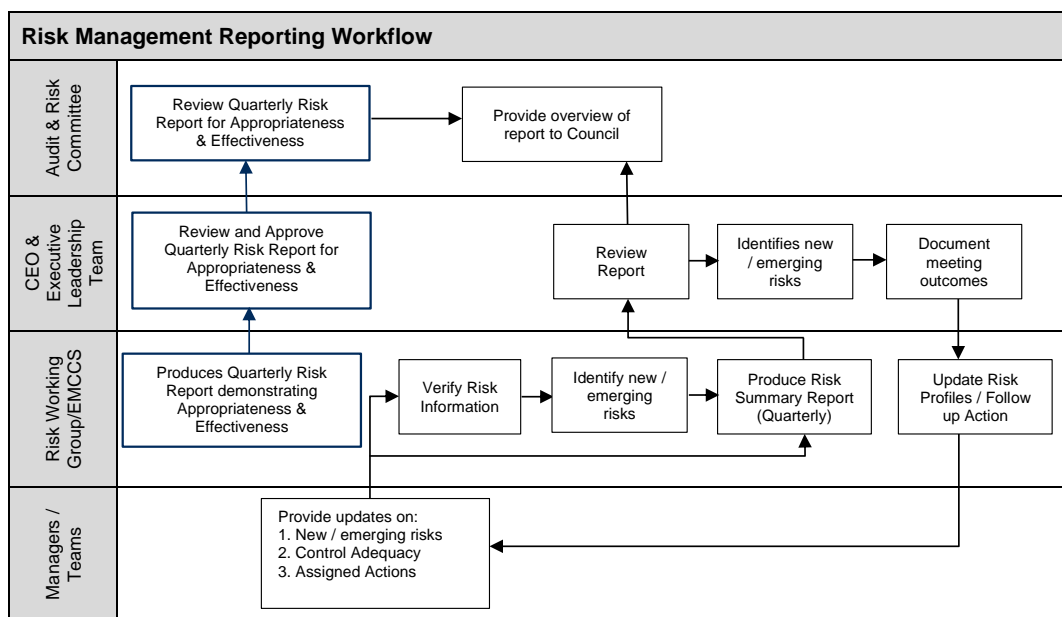 Risk Management Reporting Workflow
Audit & Risk
Committee
Review Quarterly Risk
Report for Appropriateness
& Effectiveness
Provide overview of
report to Council
CEO &
Executive
Leadership
Team
Review and Approve
Quarterly Risk Report for
Appropriateness &
Effectiveness
Review
Report
Identifies new
/ emerging
risks
Document
meeting
outcomes
Risk Working
Group/EMCCS
Produces Quarterly Risk
Report demonstrating
Appropriateness &
Effectiveness
Verify Risk
Information
Identify new /
emerging
risks
Produce Risk
Summary Report
(Quarterly)
Update Risk
Profiles / Follow
up Action
Managers /
Teams
Provide updates on:
1. New / emerging risks
2. Control Adequacy
3. Assigned Actions